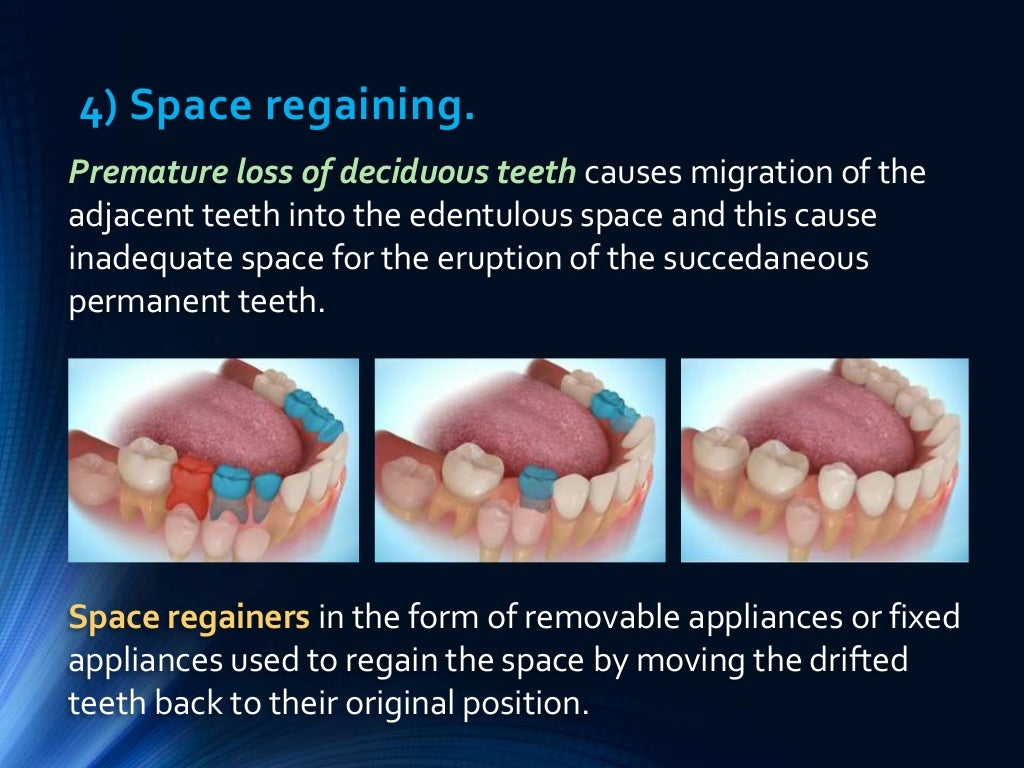 4) Space regaining.
Premature loss of deciduous teeth causes migration of the
adjacent teeth into the edentulous space and this cause
inadequate space for the eruption of the succedaneous
permanent teeth.
Space regainers in the form of removable appliances or fixed
appliances used to regain the space by moving the drifted
teeth back to their original position.